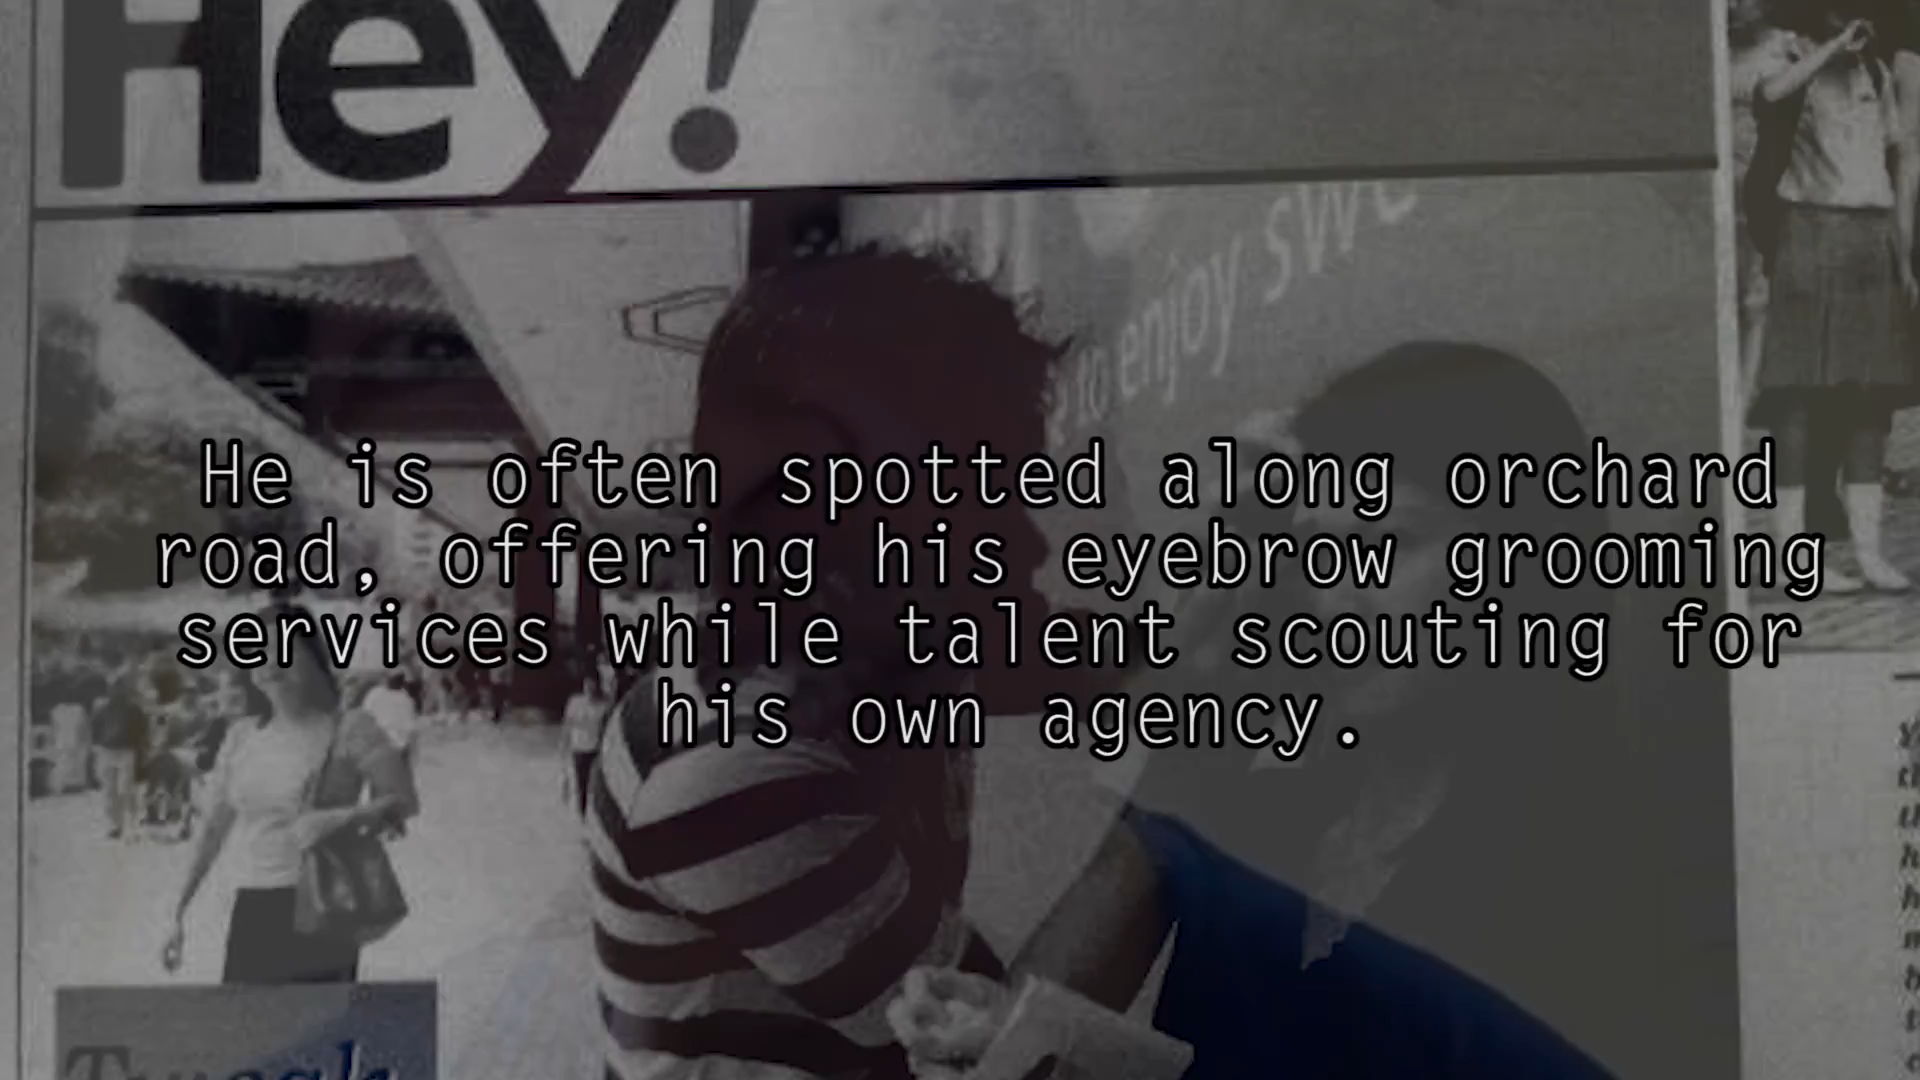 Hey!
to enjoy swe
He is often spotted along orchard
road, offering his eyebrow grooming
services while talent scouting for
his own agency.